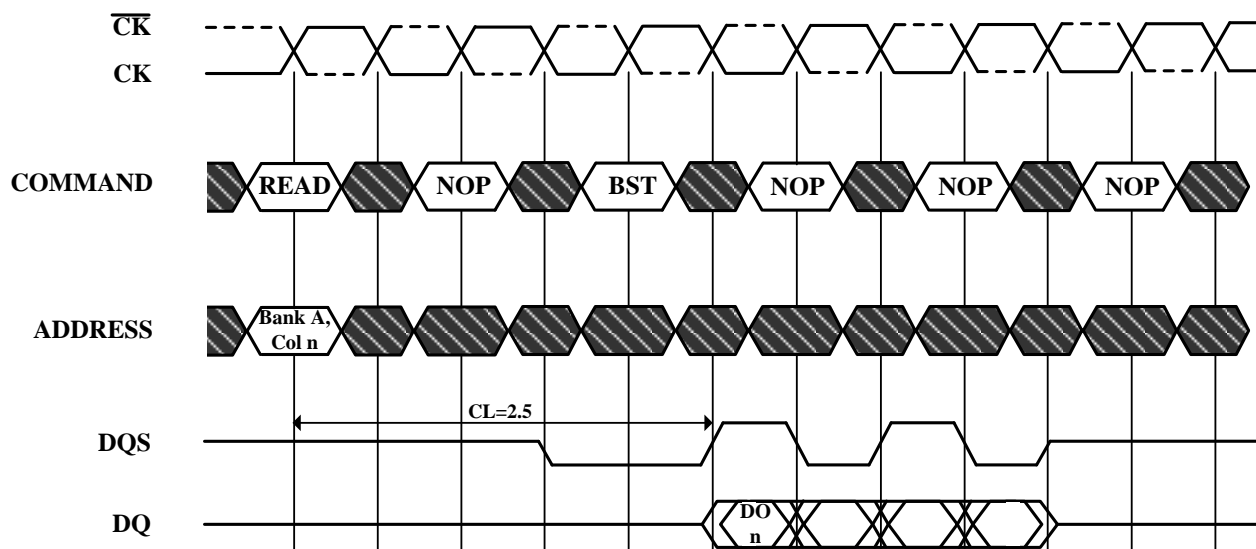 CK
CK
COMMAND
READ NOP BST NOP NOP NOP
ADDRESS
Bank A,
Col n
CL=2.5
DQS
DQ
DO
n